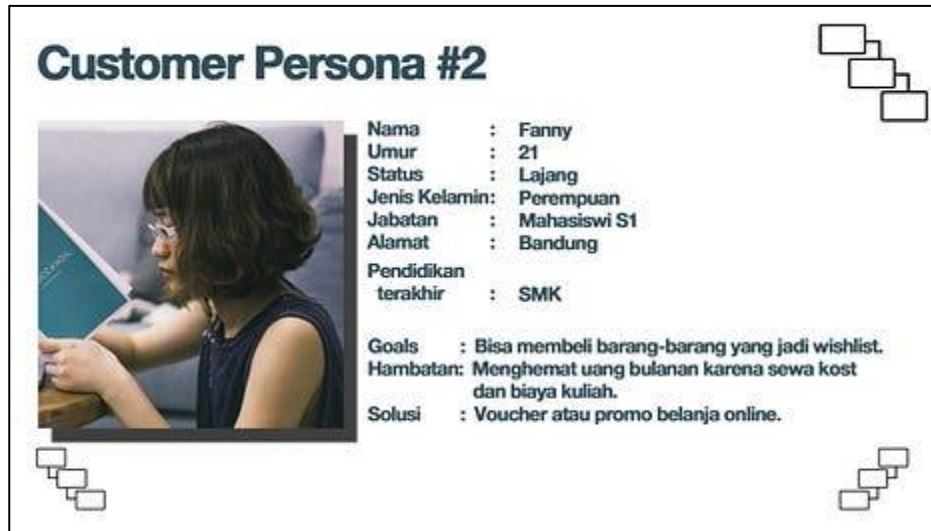 Customer Persona #2
Nama : Fanny
Umur : 21
Status : Lajang
Jenis Kelamin: Perempuan
Jabatan : Mahasiswi S1
Alamat : Bandung
Pendidikan
terakhir : SMK
Goals : Bisa membeli barang-barang yang jadi wishlist.
Hambatan: Menghemat uang bulanan karena sewa kost
dan biaya kuliah.
Solusi : Voucher atau promo belanja online.